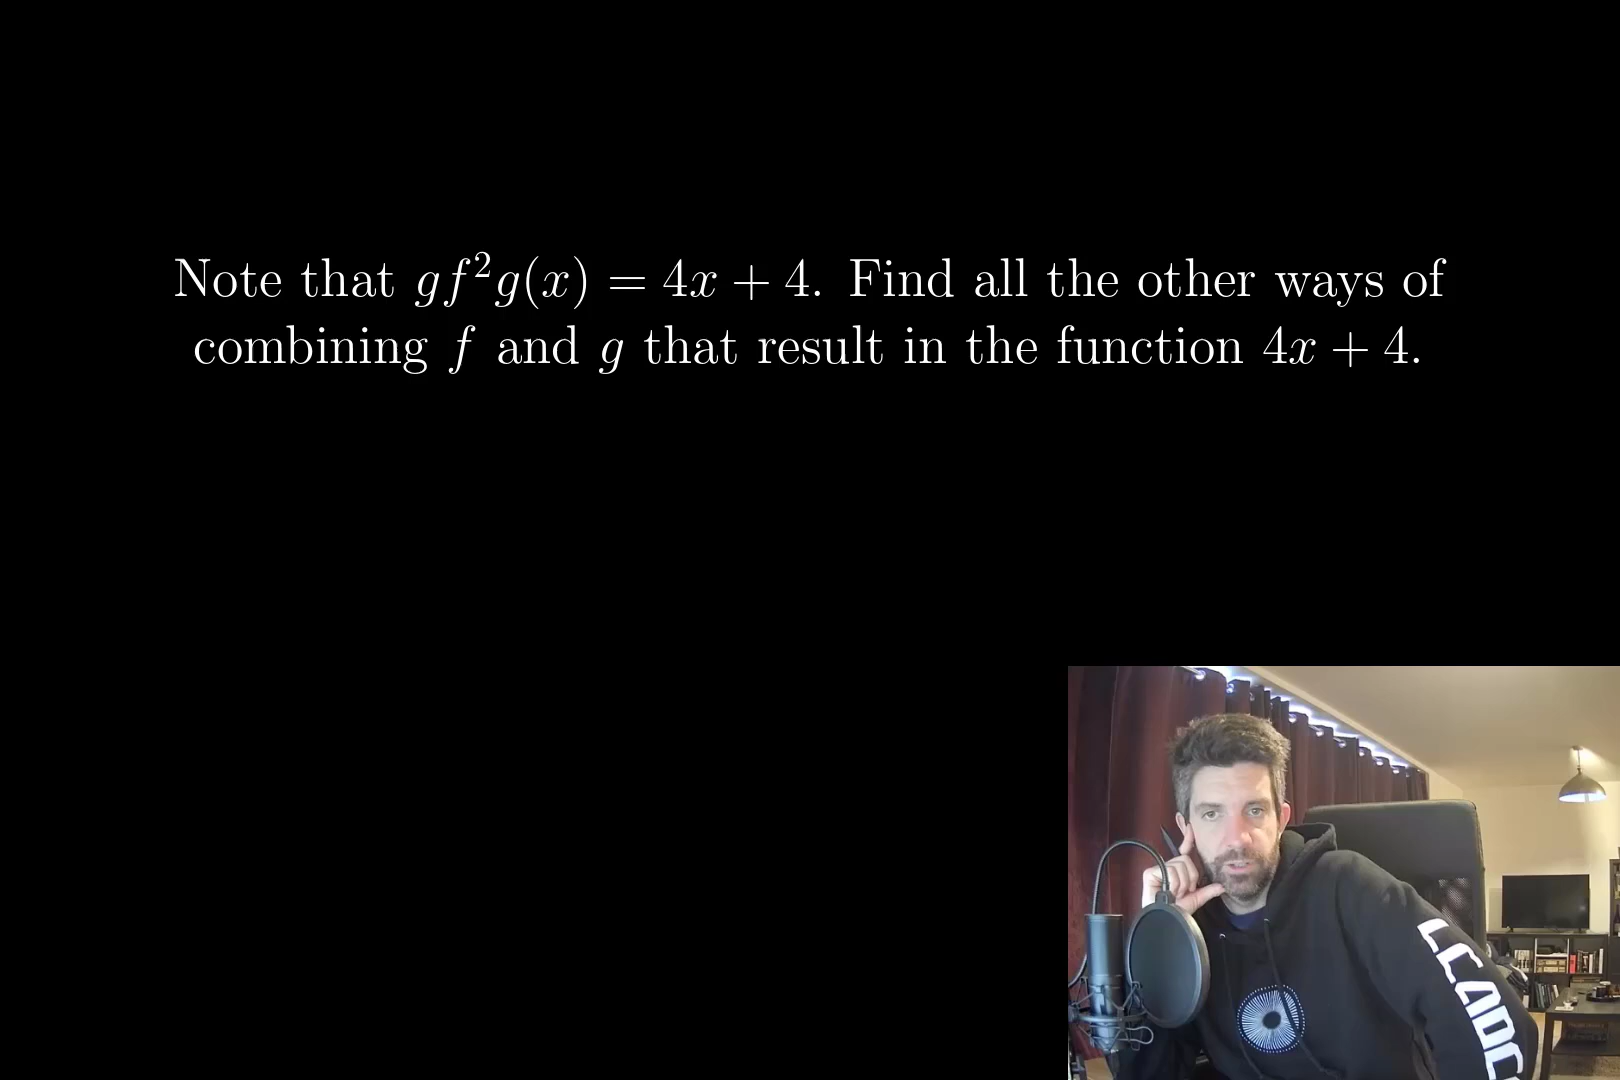 Note that gf²g(x) = 4x + 4. Find all the other ways of
combining f and g that result in the function 4x + 4.